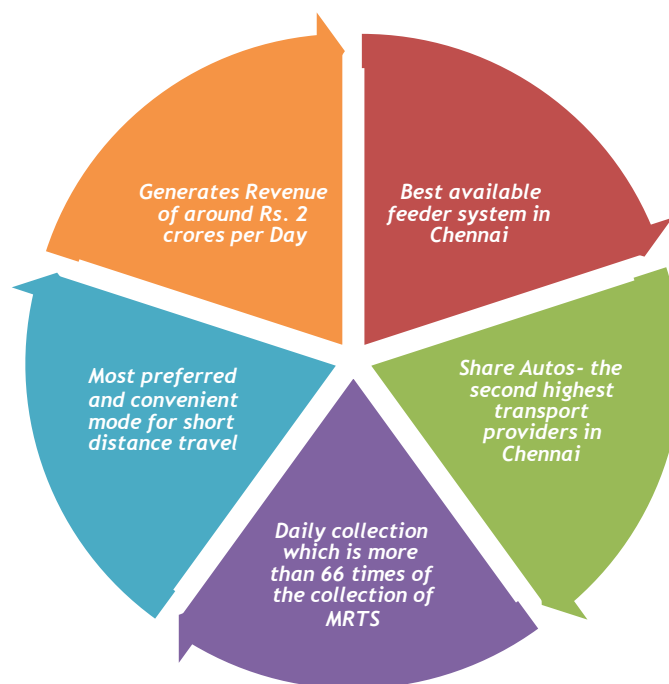 Generates Revenue
of around Rs. 2
crores per Day
Best available
feeder system in
Chennai
Share Autos- the
second highest
transport
providers in
Chennai
Daily collection
which is more
than 66 times of
the collection of
MRTS
Most preferred
and convenient
mode for short
distance travel